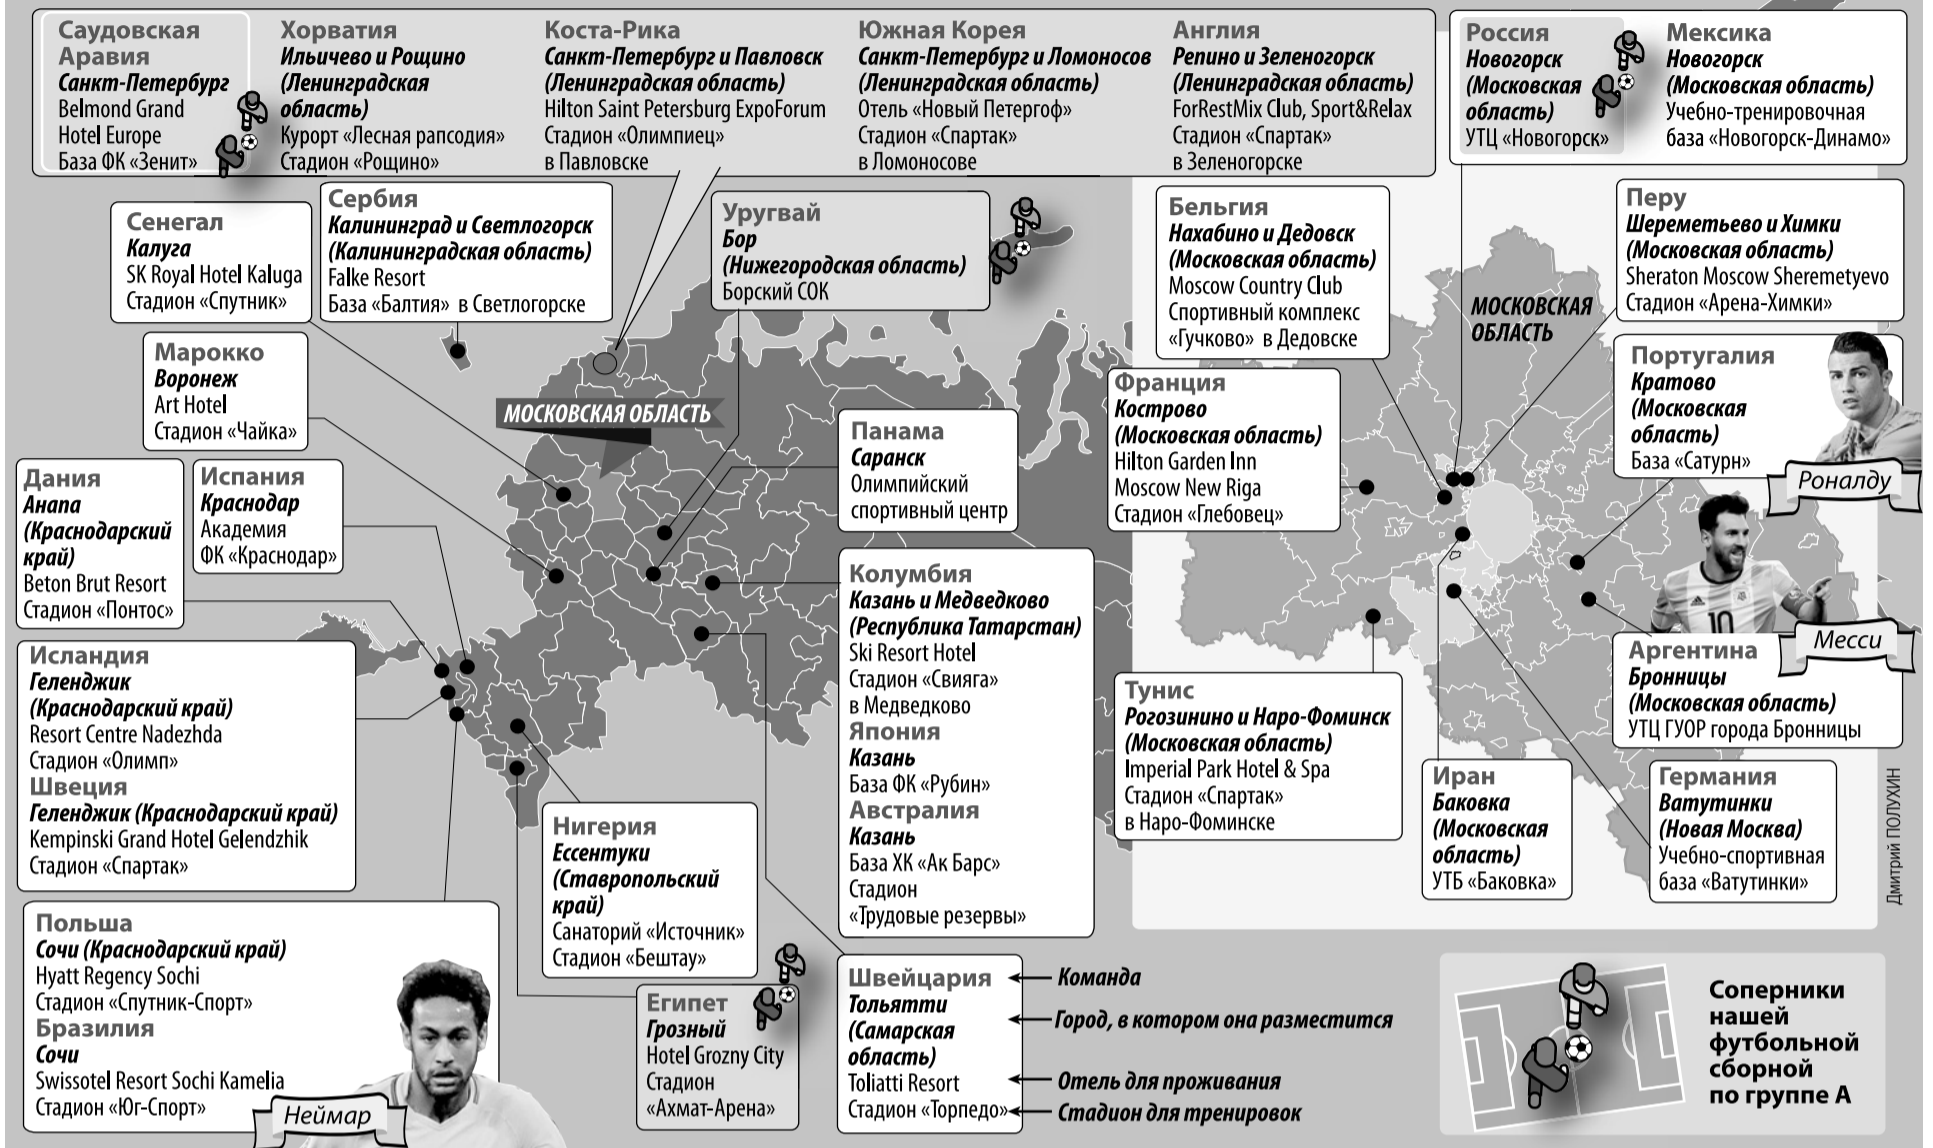 Саудовская
Аравия
Санкт-Петербург
Belmond Grand
Hotel Europe
База ФК «Зенит»
Хорватия
Ильичево и Рощино
(Ленинградская
область)
Курорт «Лесная рапсодия»
Стадион «Рощино»
Коста-Рика
Санкт-Петербург и Павловск
(Ленинградская область)
Hilton Saint Petersburg ExpoForum
Стадион «Олимпиец»
в Павловске
Южная Корея
Санкт-Петербург и Ломоносов
(Ленинградская область)
Отель «Новый Петергоф»
Стадион «Спартак»
в Ломоносове
Англия
Репино и Зеленогорск
(Ленинградская область)
ForRestMix Club, Sport&Relax
Стадион «Спартак»
в Зеленогорске
Россия
Новогорск
(Московская
область)
УТЦ «Новогорск»
Мексика
Новогорск
(Московская область)
Учебно-тренировочная
база «Новогорск-Динамо»
Сенегал
Калуга
SK Royal Hotel Kaluga
Стадион «Спутник»
Сербия
Калининград и Светлогорск
(Калининградская область)
Falke Resort
База «Балтия» в Светлогорске
Уругвай
Бор
(Нижегородская область)
Борский СОК
Бельгия
Нахабино и Дедовск
(Московская область)
Moscow Country Club
Спортивный комплекс
«Гучково» в Дедовске
МОСКОВСКАЯ
ОБЛАСТЬ
Перу
Шереметьево и Химки
(Московская область)
Sheraton Moscow Sheremetyevo
Стадион «Арена-Химки»
Марокко
Воронеж
Art Hotel
Стадион «Чайка»
МОСКОВСКАЯ ОБЛАСТЬ
Франция
Кострово
(Московская область)
Hilton Garden Inn
Moscow New Riga
Стадион «Глебовец»
Португалия
Кратово
(Московская
область)
База «Сатурн»
Роналду
Панама
Саранск
Олимпийский
спортивный центр
Дания
Анапа
(Краснодарский
край)
Beton Brut Resort
Стадион «Понтос»
Испания
Краснодар
Академия
ФК «Краснодар»
Колумбия
Казань и Медведково
(Республика Татарстан)
Ski Resort Hotel
Стадион «Свияга»
в Медведково
Япония
Казань
База ФК «Рубин»
Австралия
Казань
База ХК «Ак Барс»
Стадион
«Трудовые резервы»
10
Месси
Аргентина
Бронницы
(Московская область)
УТЦ ГУОР города Бронницы
Исландия
Геленджик
(Краснодарский край)
Resort Centre Nadezhda
Стадион «Олимп»
Швеция
Геленджик (Краснодарский край)
Kempinski Grand Hotel Gelendzhik
Стадион «Спартак»
Тунис
Рогозинино и Наро-Фоминск
(Московская область)
Imperial Park Hotel & Spa
Стадион «Спартак»
в Наро-Фоминске
Иран
Баковка
(Московская
область)
УТБ «Баковка»
Германия
Ватутинки
(Новая Москва)
Учебно-спортивная
база «Ватутинки»
Дмитрий ПОЛУХИН
Нигерия
Ессентуки
(Ставропольский
край)
Санаторий «Источник»
Стадион «Бештау»
Польша
Сочи (Краснодарский край)
Hyatt Regency Sochi
Стадион «Спутник-Спорт»
Бразилия
Сочи
Swissotel Resort Sochi Kamelia
Стадион «Юг-Спорт»
Неймар
Египет
Грозный
Hotel Grozny City
Стадион
«Ахмат-Арена»
Швейцария
Тольятти
(Самарская
область)
Toliatti Resort
Стадион «Торпедо»
Команда
Город, в котором она разместится
Отель для проживания
Стадион для тренировок
Соперники
нашей
футбольной
сборной
по группе А